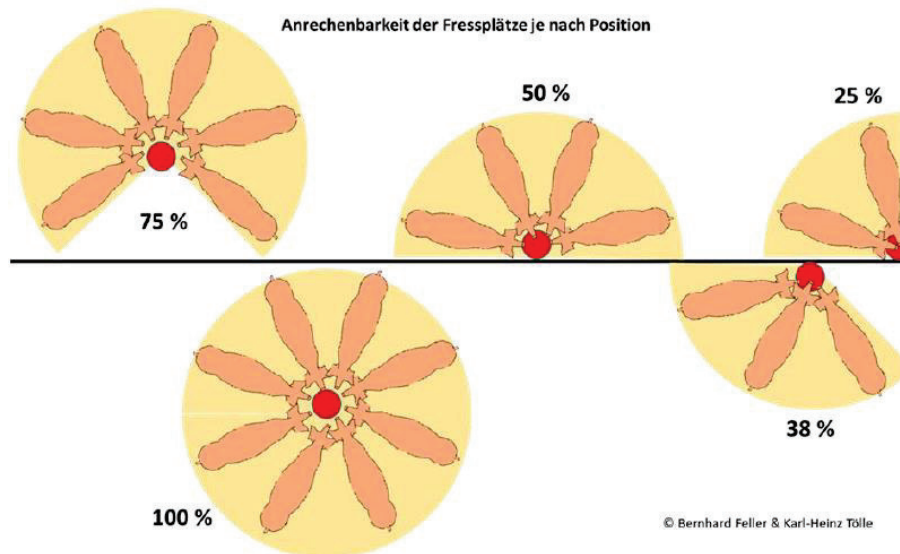 Anrechenbarkeit der Fressplätze je nach Position
50 %
25 %
75 %
38 %
100 %
© Bernhard Feller & Karl-Heinz Tölle